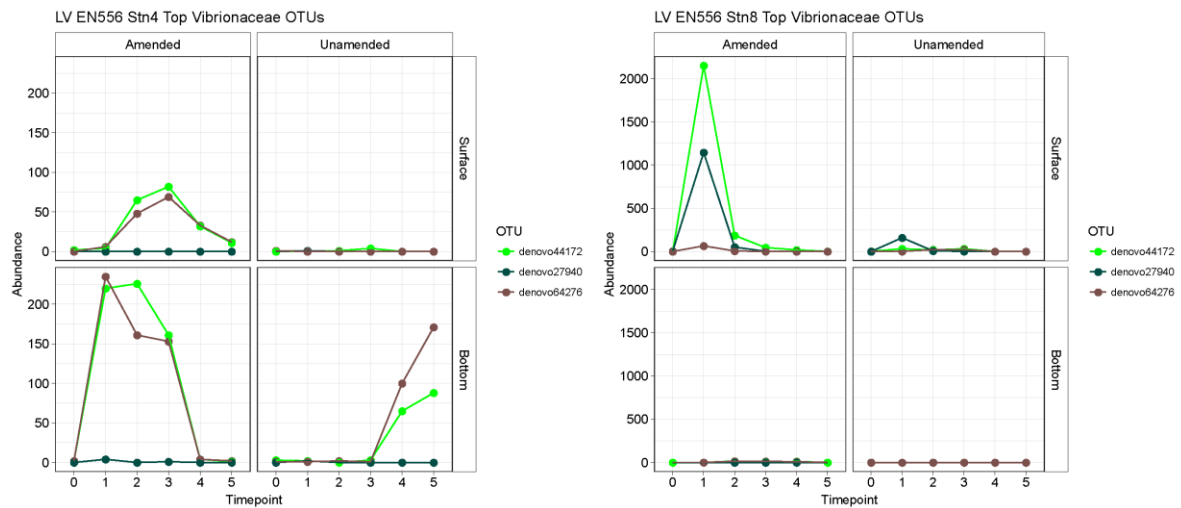 LV EN556 Stn4 Top Vibrionaceae OTUs
Amended
Unamended
200
150
100
50
0
Surface
200
150
100
50
0
Bottom
Abundance
0 1 2 3 4 5
0 1 2 3 4 5
Timepoint
OTU
denovo44172
denovo27940
denovo64276
LV EN556 Stn8 Top Vibrionaceae OTUs
Amended
Unamended
2000
1500
1000
500
0
Surface
2000
1500
1000
500
0
Bottom
Abundance
0 1 2 3 4 5
0 1 2 3 4 5
Timepoint
OTU
denovo44172
denovo27940
denovo64276